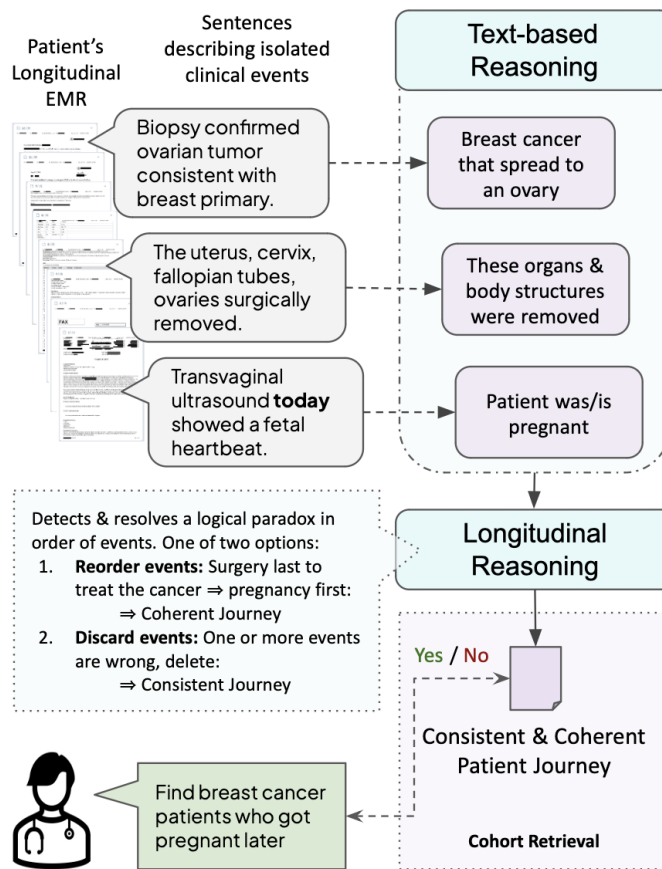 Patient's
Longitudinal
EMR
Sentences
describing isolated
clinical events
Text-based
Reasoning
Biopsy confirmed
ovarian tumor
consistent with
breast primary.
Breast cancer
that spread to
an ovary
The uterus, cervix,
fallopian tubes,
ovaries surgically
removed.
These organs &
body structures
were removed
FAX
Transvaginal
ultrasound today
showed a fetal
heartbeat.
Patient was/is
pregnant
Detects & resolves a logical paradox in
order of events. One of two options:
1. Reorder events: Surgery last to
treat the cancer ⇒ pregnancy first:
⇒ Coherent Journey
2. Discard events: One or more events
are wrong, delete:
⇒ Consistent Journey
Longitudinal
Reasoning
Yes / No
Consistent & Coherent
Patient Journey
Cohort Retrieval
Find breast cancer
patients who got
pregnant later